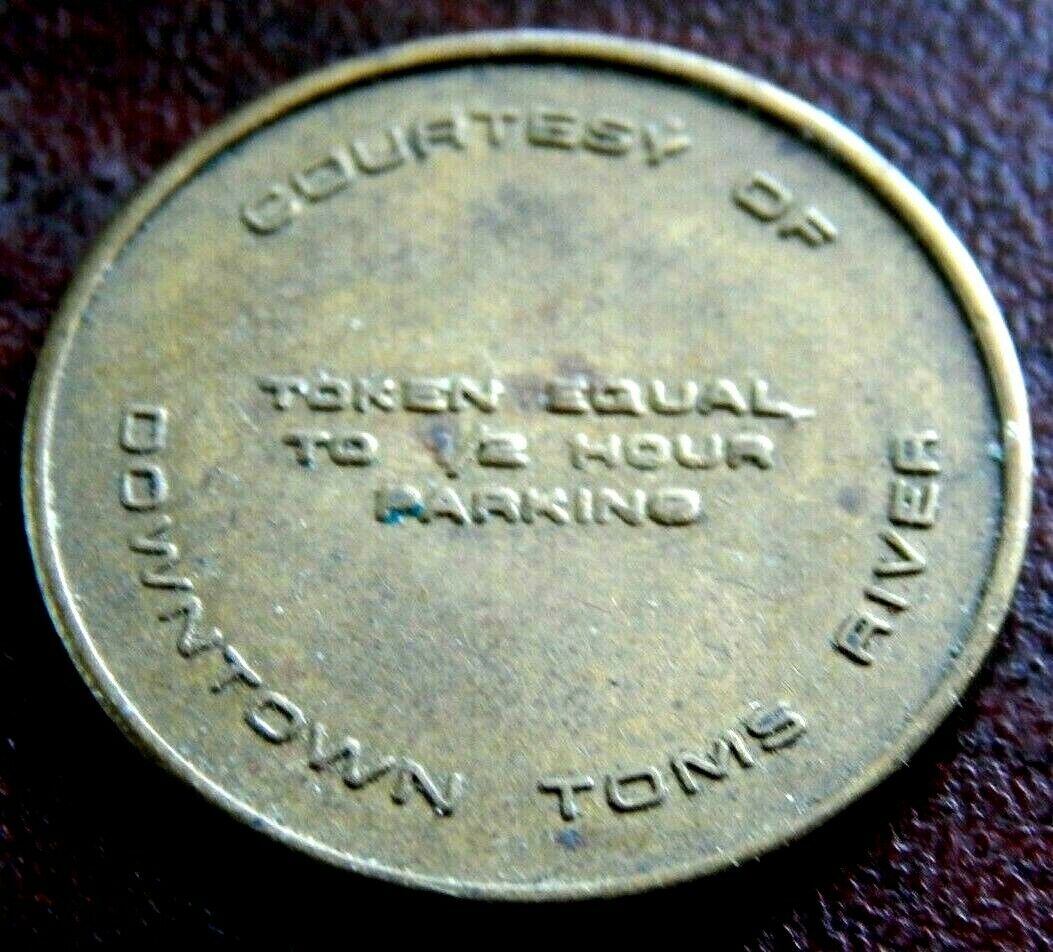 COURTESY OF
TOKEN EQUAL
TO 1/2 HOUR
PARKING
DOWNTOWN TOMS RIVER